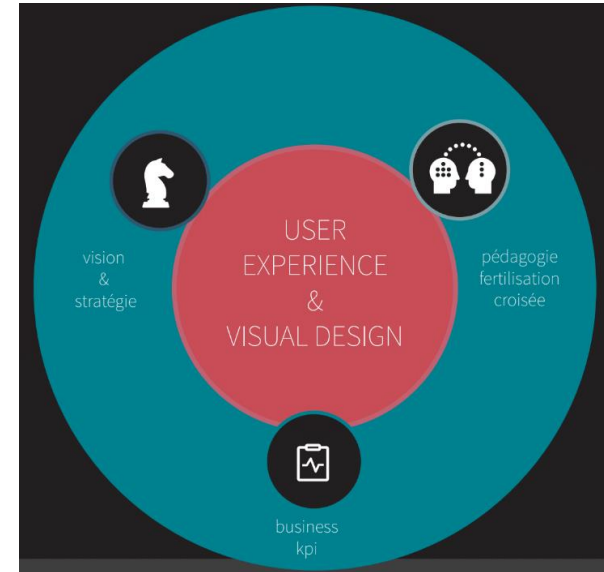 USER
EXPERIENCE
&
VISUAL DESIGN
vision
&
stratégie
pédagogie
fertilisation
croisée
business
kpi